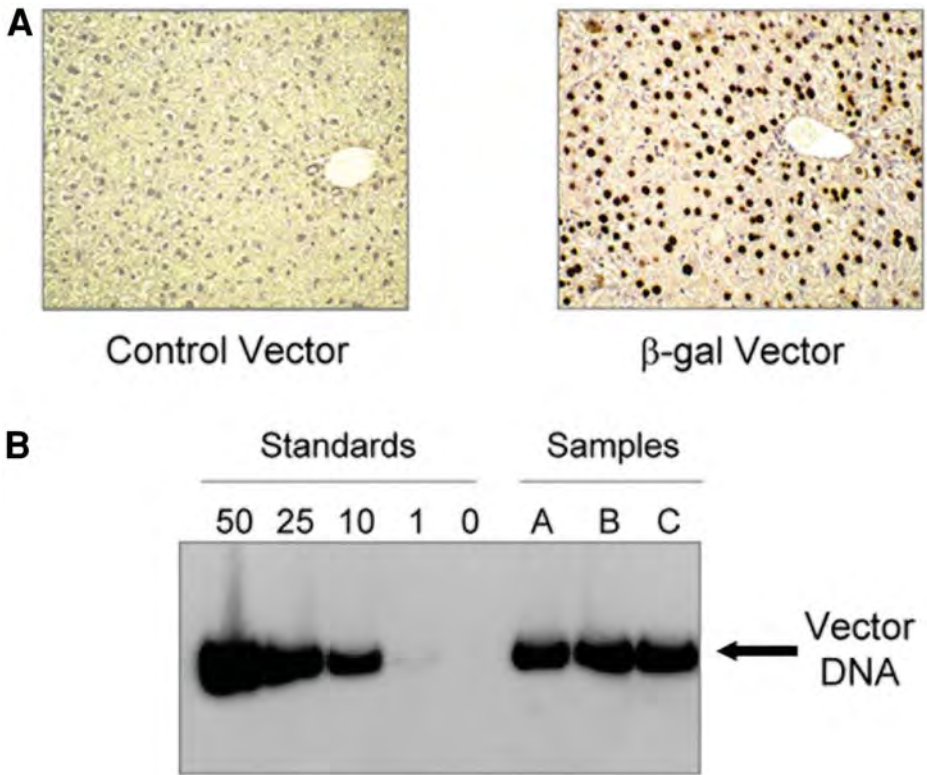 A
Control Vector
β-gal Vector
B
Standards
Samples
50 25 10 1 0 A B C
Vector
DNA